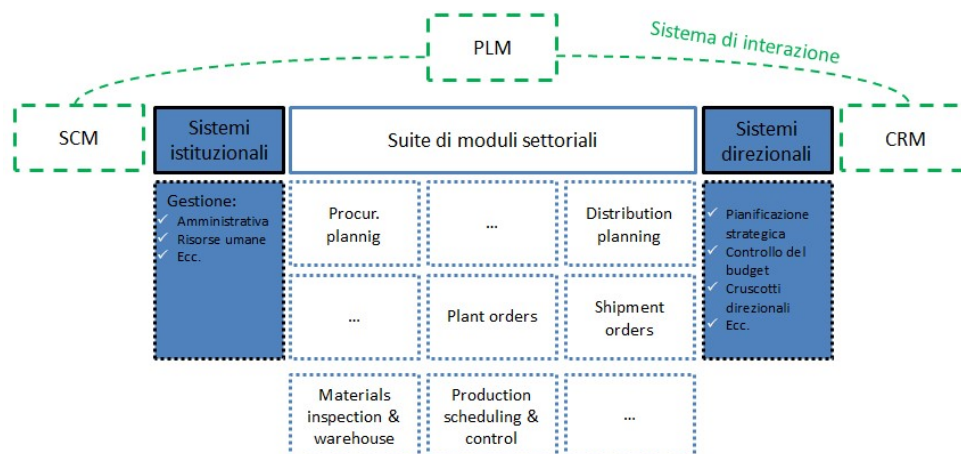 PLM
Sistema di interazione
SCM
Sistemi
istituzionali
Suite di moduli settoriali
Sistemi
direzionali
CRM
Gestione:
✓ Amministrativa
✓ Risorse umane
✓ Ecc.
Procur.
plannig
...
Distribution
planning
✓ Pianificazione
strategica
✓ Controllo del
budget
✓ Cruscotti
direzionali
✓ Ecc.
...
Plant orders
Shipment
orders
Materials
inspection &
warehouse
Production
scheduling &
control
...